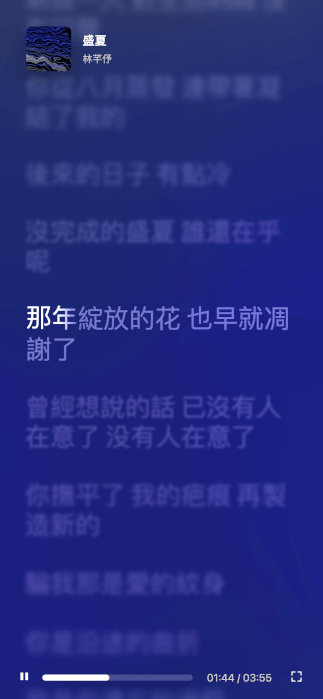 盛夏
林芊伃
你從八月蒸發 連帶著凝
結了我的
後來的日子 有點冷
沒完成的盛夏 誰還在乎
呢
那年綻放的花 也早就凋
謝了
曾經想說的話 已沒有人
在意了 沒有人在意了
你撫平了 我的疤痕 再製
造新的
騙我那是愛的紋身
你是沿途的曲折
01:44 / 03:55